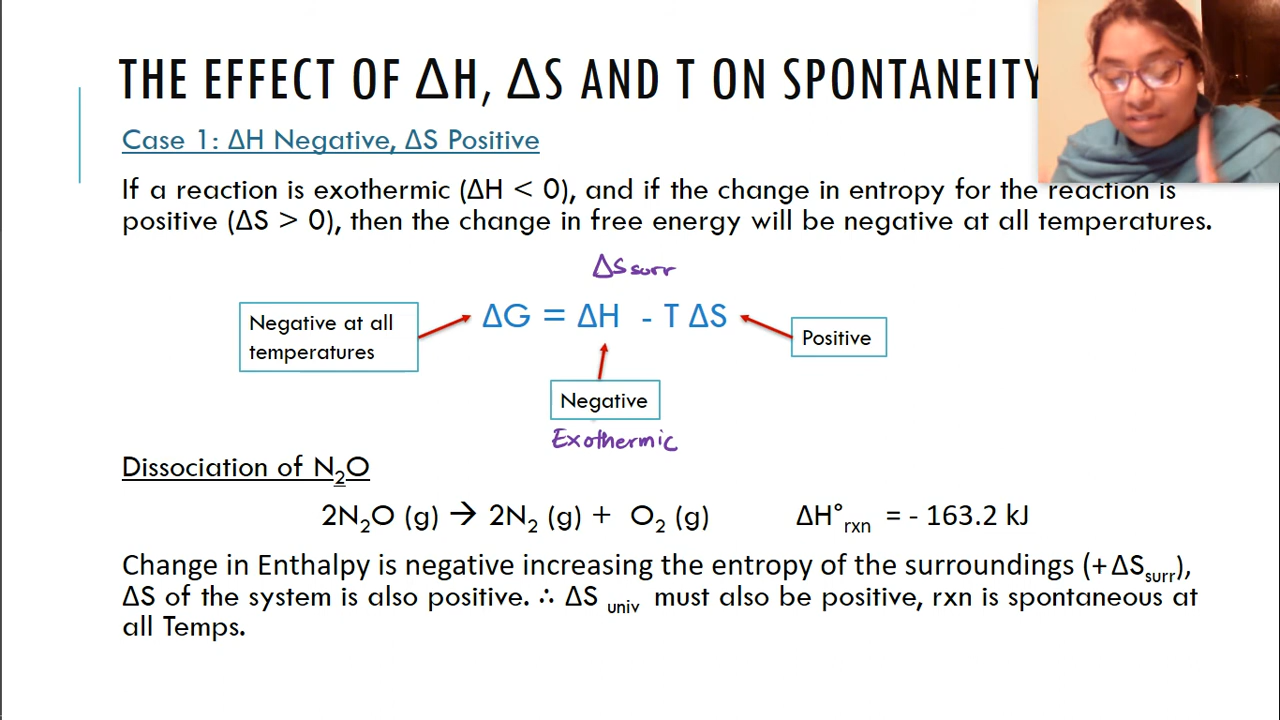 THE EFFECT OF ΔH, ΔS AND T ON SPONTANEITY
Case 1: ΔH Negative, ΔS Positive
If a reaction is exothermic (ΔH < 0), and if the change in entropy for the reaction is
positive (ΔS > 0), then the change in free energy will be negative at all temperatures.
ΔS surr
Negative at all
temperatures
ΔG = ΔH - T ΔS
Positive
Negative
Exothermic
Dissociation of N₂O
2N₂O (g) → 2N₂ (g) + O₂ (g) ΔH°rxn = - 163.2 kJ
Change in Enthalpy is negative increasing the entropy of the surroundings (+ΔSsurr),
ΔS of the system is also positive. ∴ ΔS univ must also be positive, rxn is spontaneous at
all Temps.